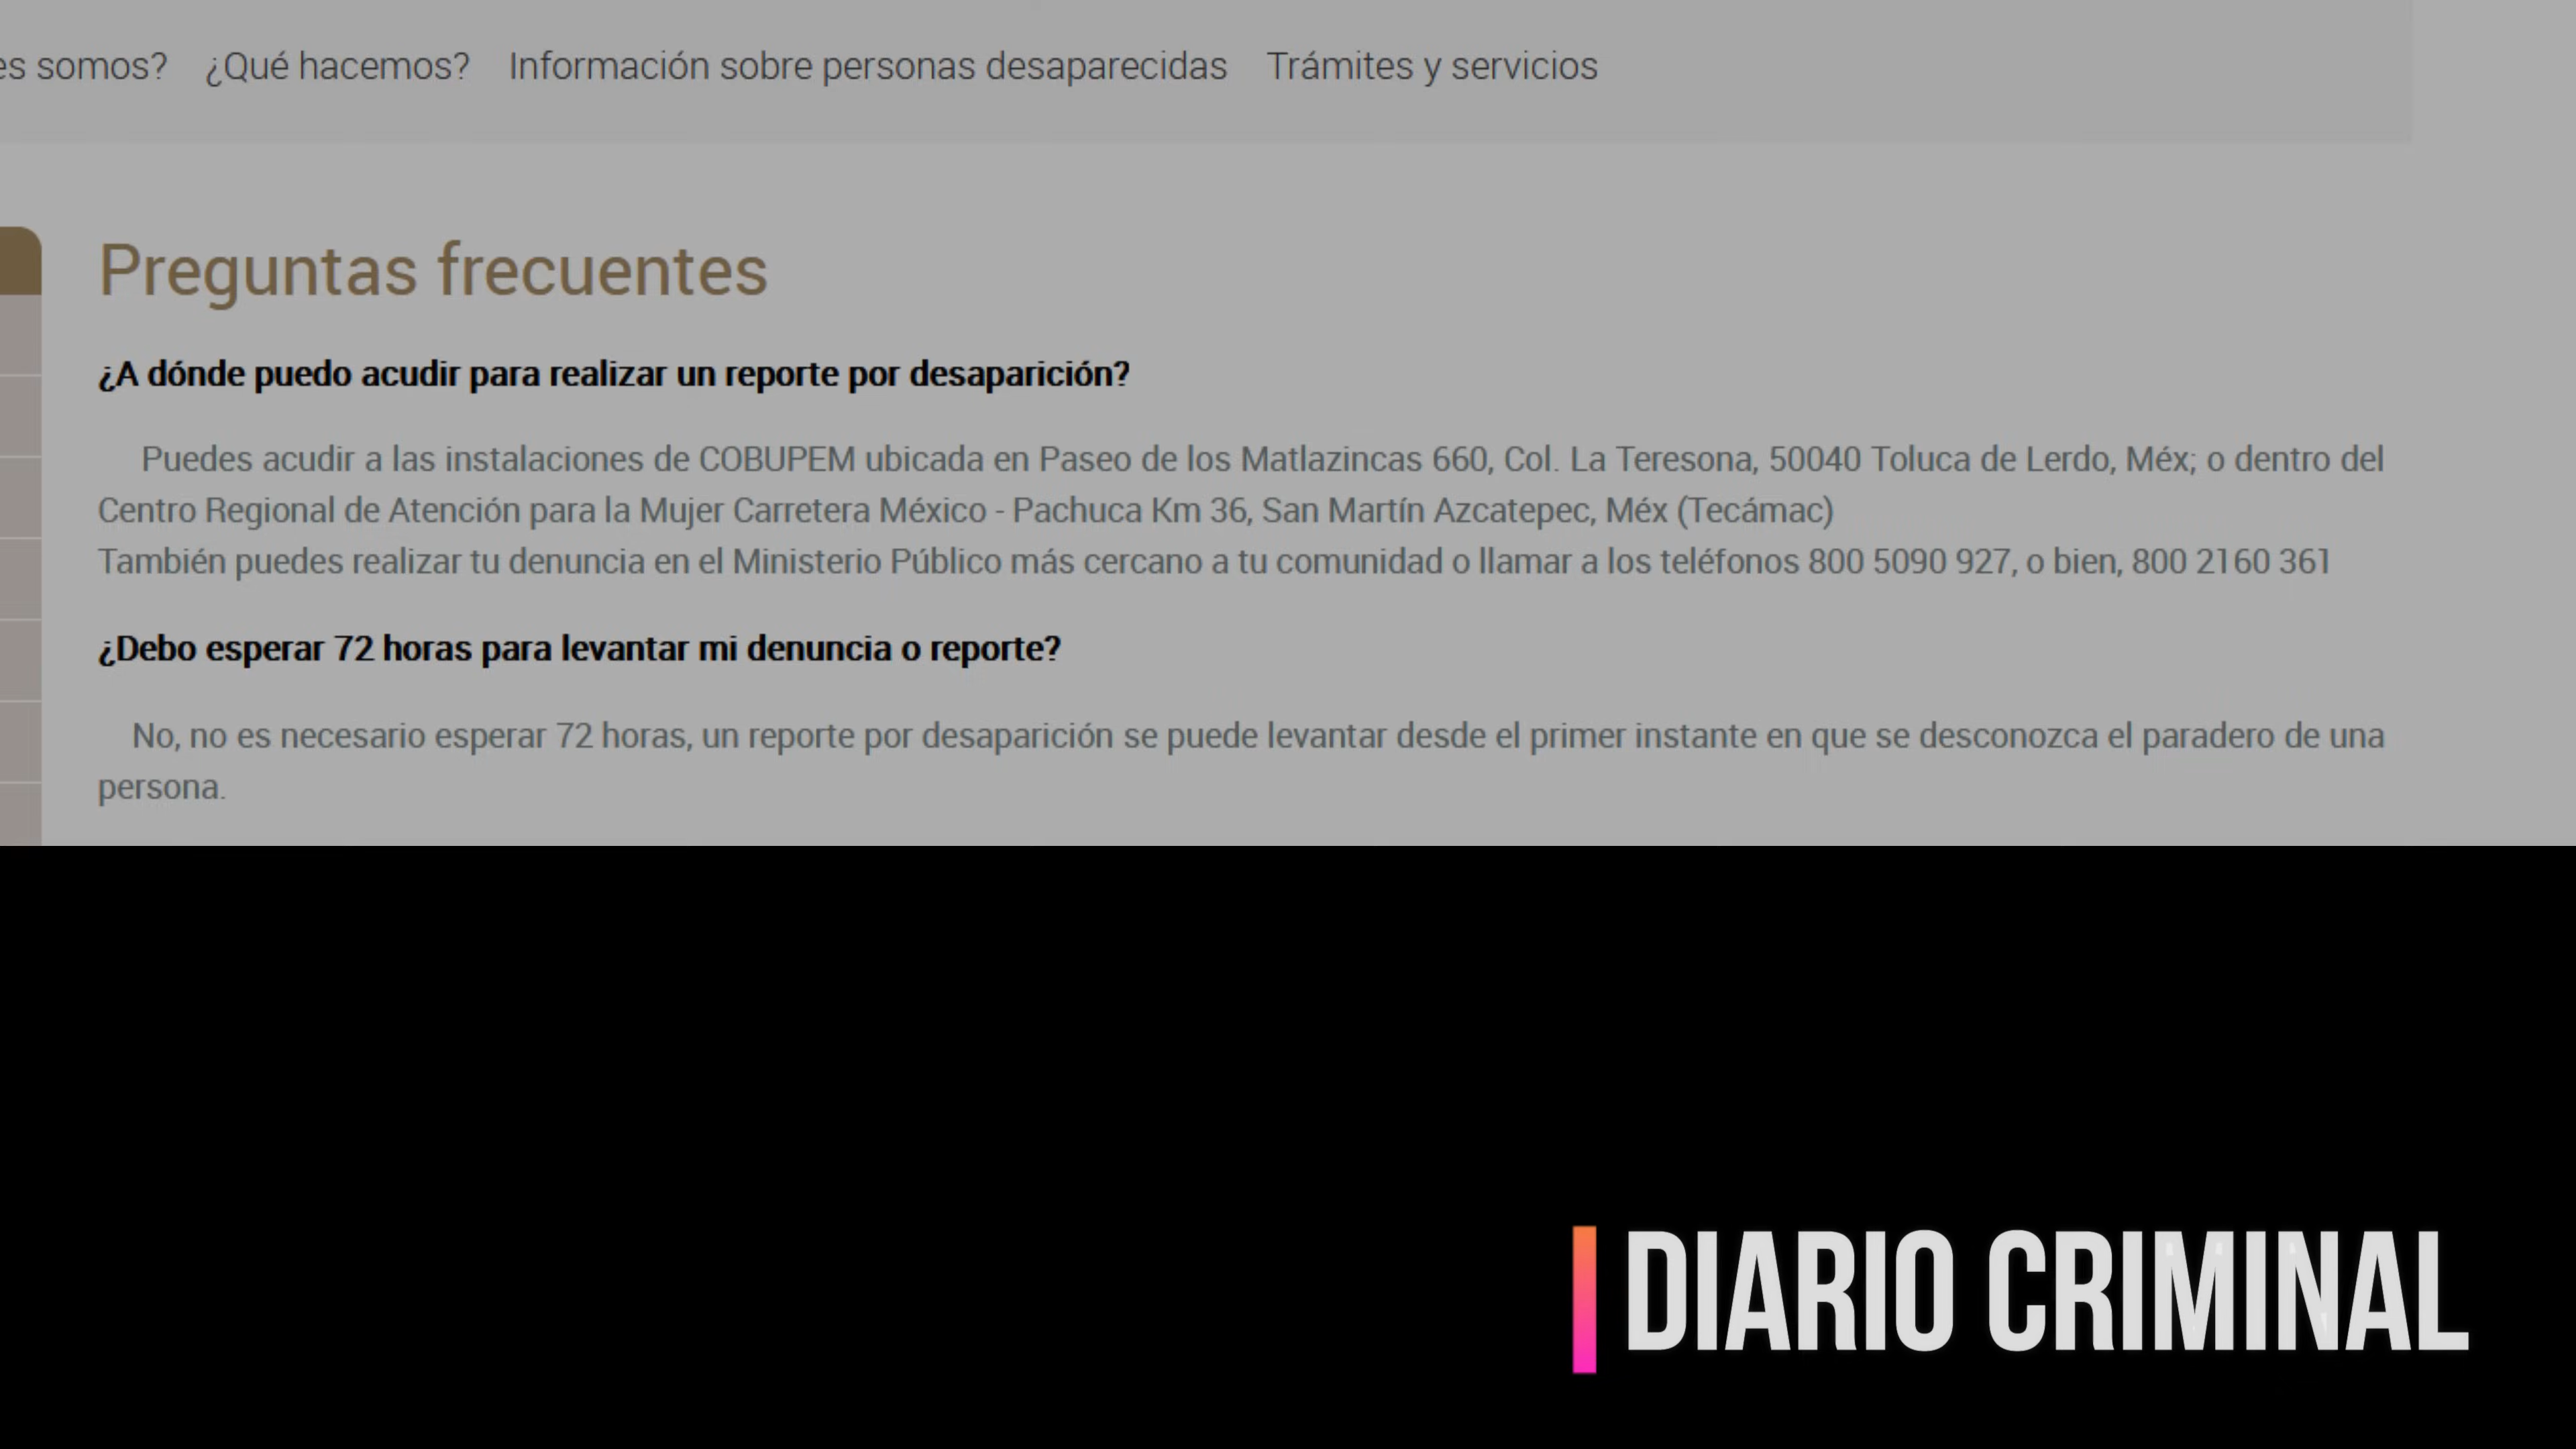 es somos? ¿Qué hacemos? Información sobre personas desaparecidas Trámites y servicios
Preguntas frecuentes
¿A dónde puedo acudir para realizar un reporte por desaparición?
Puedes acudir a las instalaciones de COBUPEM ubicada en Paseo de los Matlazincas 660, Col. La Teresona, 50040 Toluca de Lerdo, Méx; o dentro del
Centro Regional de Atención para la Mujer Carretera México - Pachuca Km 36, San Martín Azcatepec, Méx (Tecámac)
También puedes realizar tu denuncia en el Ministerio Público más cercano a tu comunidad o llamar a los teléfonos 800 5090 927, o bien, 800 2160 361
¿Debo esperar 72 horas para levantar mi denuncia o reporte?
No, no es necesario esperar 72 horas, un reporte por desaparición se puede levantar desde el primer instante en que se desconozca el paradero de una
persona.
DIARIO CRIMINAL